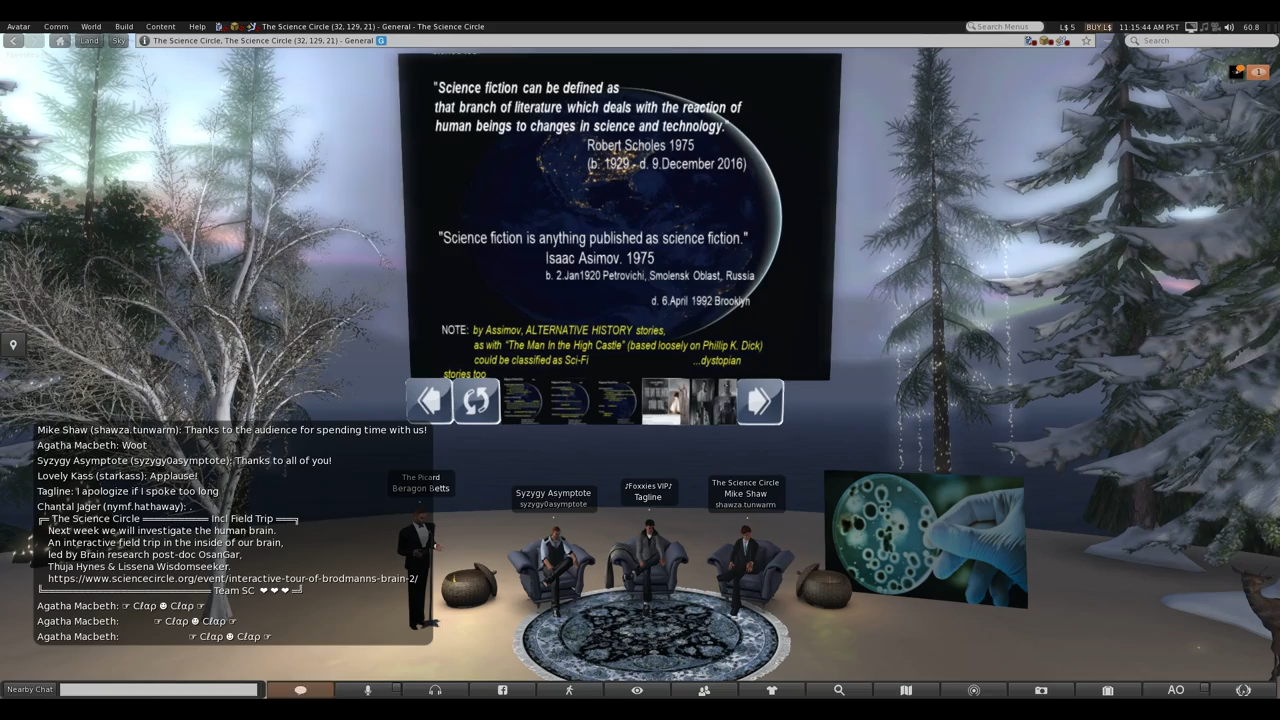 Avatar Comm World Build Content Help The Science Circle (32, 129, 21) - General - The Science Circle Search Menus L$ 5 BUY L$ 11:15:44 AM PST 60.8
Land Sky The Science Circle, The Science Circle (32, 129, 21) - General G Search
1
"Science fiction can be defined as
that branch of literature which deals with the reaction of
human beings to changes in science and technology."
Robert Scholes 1975
(b. 1929 - d. 9.December 2016)
"Science fiction is anything published as science fiction."
Isaac Asimov. 1975
b. 2.Jan1920 Petrovichi, Smolensk Oblast, Russia
d. 6.April 1992 Brooklyn
NOTE: by Assimov, ALTERNATIVE HISTORY stories,
as with "The Man In the High Castle" (based loosely on Phillip K. Dick)
could be classified as Sci-Fi ...dystopian
stories too
Mike Shaw (shawza.tunwarm): Thanks to the audience for spending time with us!
Agatha Macbeth: Woot
Syzygy Asymptote (syzygy0asymptote): Thanks to all of you!
Lovely Kass (starkass): Applause!
Tagline: I apologize if I spoke too long
Chantal Jager (nymf.hathaway): .
╔═ The Science Circle ══════════ Incl Field Trip ═══╗
Next week we will investigate the human brain.
An interactive field trip in the inside of our brain,
led by Brain research post-doc OsanGar,
Thuja Hynes & Lissena Wisdomseeker.
https://www.sciencecircle.org/event/interactive-tour-of-brodmanns-brain-2/
╚═════════════════════ Team SC ❤ ❤ ❤ ═╝
Agatha Macbeth: ☞ Cℓαρ ☻ Cℓαρ ☞
Agatha Macbeth: ☞ Cℓαρ ☻ Cℓαρ ☞
Agatha Macbeth: ☞ Cℓαρ ☻ Cℓαρ ☞
The Picard
Beragon Betts
Syzygy Asymptote
syzygy0asymptote
♪Foxxies VIP♪
Tagline
The Science Circle
Mike Shaw
shawza.tunwarm
Nearby Chat AO